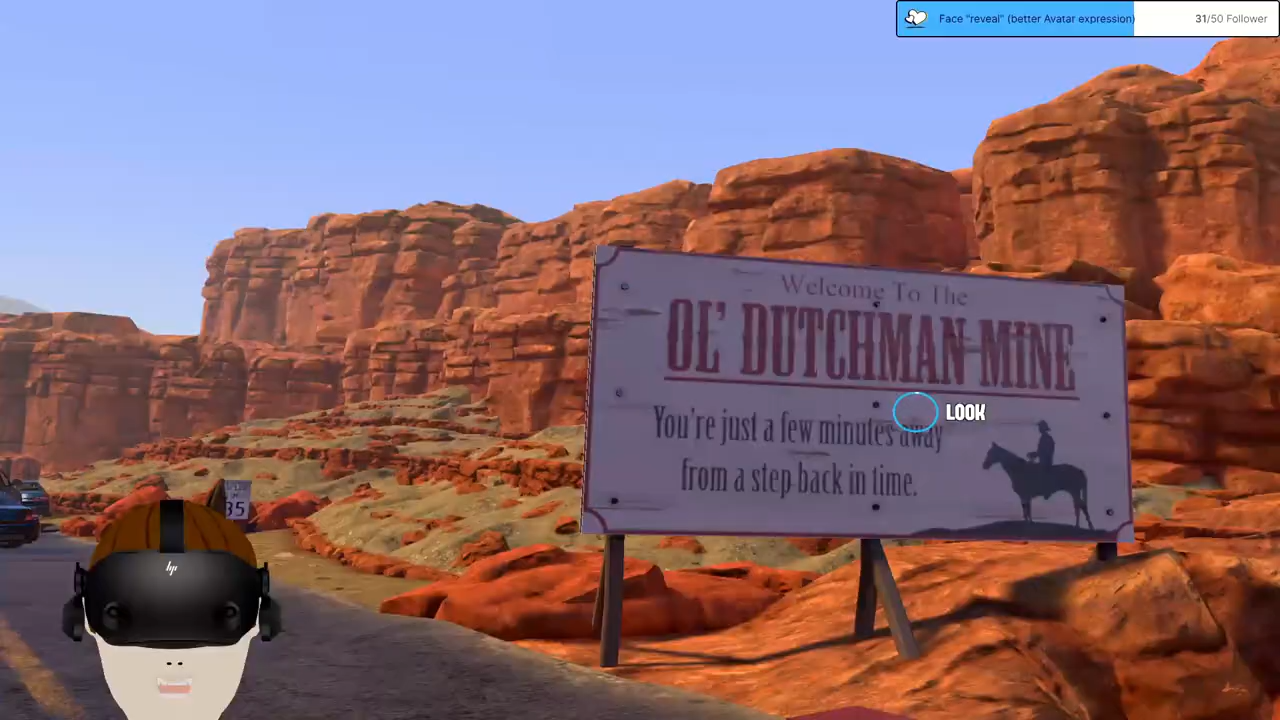 Face "reveal" (better Avatar expression) 31/50 Follower
Welcome To The
OL' DUTCHMAN MINE
LOOK
You're just a few minutes away
from a step back in time.
35
hp